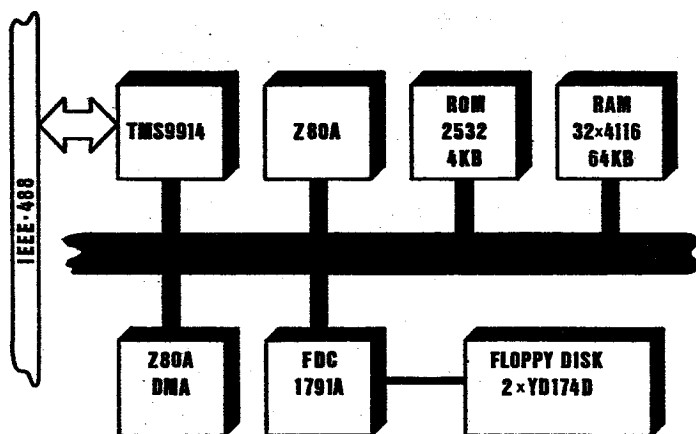 IEEE-488
TMS9914
Z80A
ROM
2532
4KB
RAM
32×4116
64KB
Z80A
DMA
FDC
1791A
FLOPPY DISK
2×YD174D